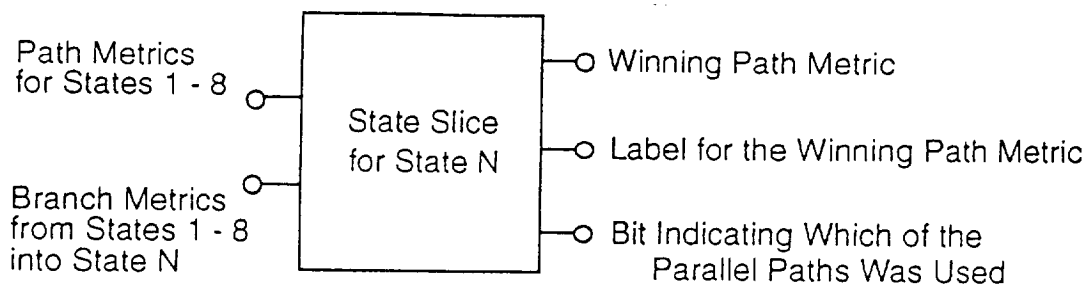 Path Metrics
for States 1 - 8
Branch Metrics
from States 1 - 8
into State N
State Slice
for State N
Winning Path Metric
Label for the Winning Path Metric
Bit Indicating Which of the
Parallel Paths Was Used